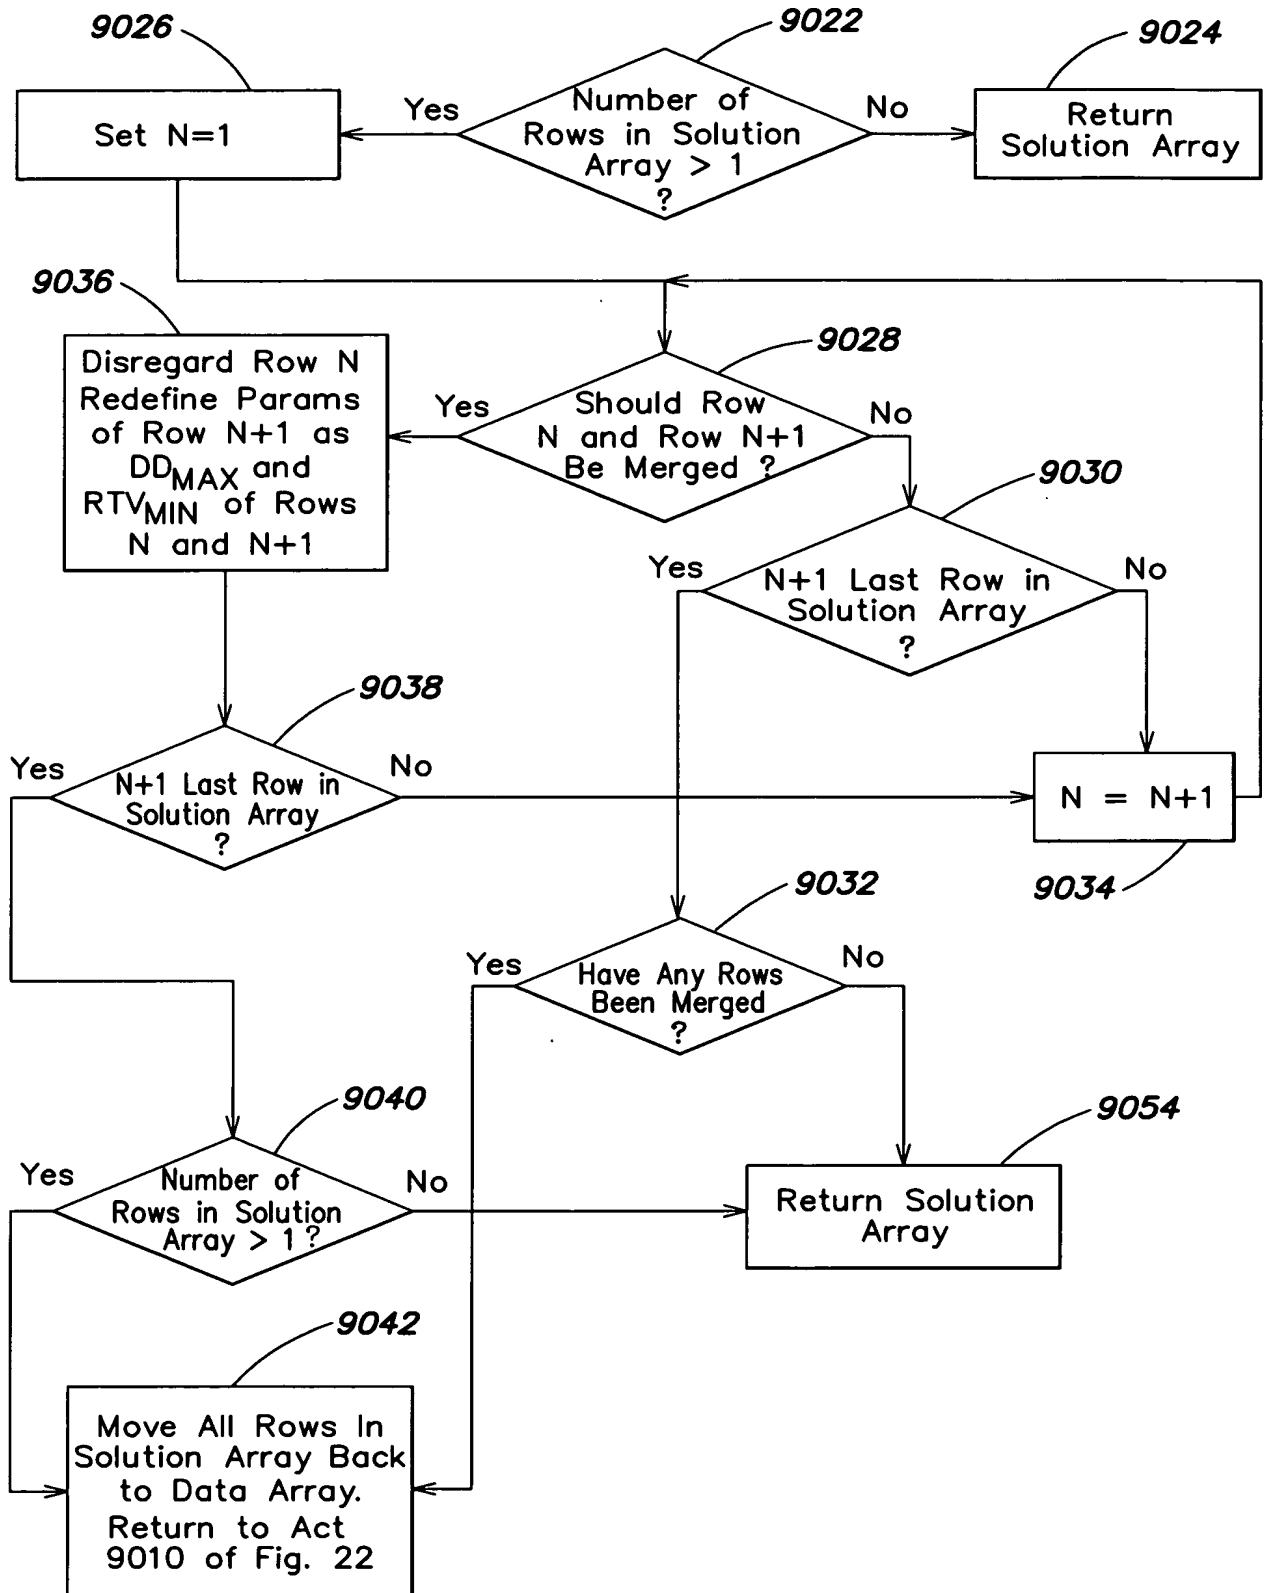 9026
9022
9024
Set N=1
Yes
Number of
Rows in Solution
Array > 1
?
No
Return
Solution Array
9036
Disregard Row N
Redefine Params
of Row N+1 as
DDMAX and
RTVMIN of Rows
N and N+1
9028
Yes
Should Row
N and Row N+1
Be Merged ?
No
9030
Yes
N+1 Last Row in
Solution Array
?
No
9038
Yes
N+1 Last Row in
Solution Array
?
No
N = N+1
9034
9032
Yes
Have Any Rows
Been Merged
?
No
9040
Yes
Number of
Rows in Solution
Array > 1 ?
No
9054
Return Solution
Array
9042
Move All Rows In
Solution Array Back
to Data Array.
Return to Act
9010 of Fig. 22